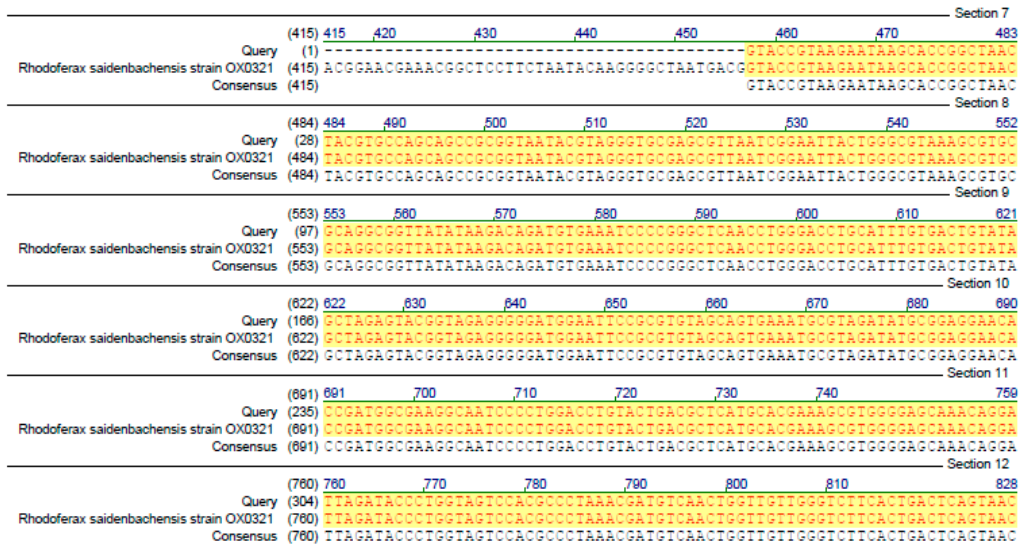 Section 7
(415) 415 420 430 440 450 460 470 483
Query (1) ------------------------------------------GTACCGTAAGAATAAGCACCGGCTAAC
Rhodoferax saidenbachensis strain OX0321 (415) ACGGAACGAAACGGCTCCTTCTAATACAAGGGGCTAATGACGGTACCGTAAGAATAAGCACCGGCTAAC
Consensus (415) GTACCGTAAGAATAAGCACCGGCTAAC
Section 8
(484) 484 490 500 510 520 530 540 552
Query (28) TACGTGCCAGCAGCCGCGGTAATACGTAGGGTGCGAGCGTTAATCGGAATTACTGGGCGTAAAGCGTGC
Rhodoferax saidenbachensis strain OX0321 (484) TACGTGCCAGCAGCCGCGGTAATACGTAGGGTGCGAGCGTTAATCGGAATTACTGGGCGTAAAGCGTGC
Consensus (484) TACGTGCCAGCAGCCGCGGTAATACGTAGGGTGCGAGCGTTAATCGGAATTACTGGGCGTAAAGCGTGC
Section 9
(553) 553 560 570 580 590 600 610 621
Query (97) GCAGGCGGTTATATAAGACAGATGTGAAATCCCCGGGCTCAACCTGGGACCTGCATTTGTGACTGTATA
Rhodoferax saidenbachensis strain OX0321 (553) GCAGGCGGTTATATAAGACAGATGTGAAATCCCCGGGCTCAACCTGGGACCTGCATTTGTGACTGTATA
Consensus (553) GCAGGCGGTTATATAAGACAGATGTGAAATCCCCGGGCTCAACCTGGGACCTGCATTTGTGACTGTATA
Section 10
(622) 622 630 640 650 660 670 680 690
Query (166) GCTAGAGTACGGTAGAGGGGGATGGAATTCCGCGTGTAGCAGTGAAATGCGTAGATATGCGGAGGAACA
Rhodoferax saidenbachensis strain OX0321 (622) GCTAGAGTACGGTAGAGGGGGATGGAATTCCGCGTGTAGCAGTGAAATGCGTAGATATGCGGAGGAACA
Consensus (622) GCTAGAGTACGGTAGAGGGGGATGGAATTCCGCGTGTAGCAGTGAAATGCGTAGATATGCGGAGGAACA
Section 11
(691) 691 700 710 720 730 740 759
Query (235) CCGATGGCGAAGGCAATCCCCTGGACCTGTACTGACGCTCATGCACGAAAGCGTGGGGAGCAAACAGGA
Rhodoferax saidenbachensis strain OX0321 (691) CCGATGGCGAAGGCAATCCCCTGGACCTGTACTGACGCTCATGCACGAAAGCGTGGGGAGCAAACAGGA
Consensus (691) CCGATGGCGAAGGCAATCCCCTGGACCTGTACTGACGCTCATGCACGAAAGCGTGGGGAGCAAACAGGA
Section 12
(760) 760 770 780 790 800 810 828
Query (304) TTAGATACCCTGGTAGTCCACGCCCTAAACGATGTCAACTGGTTGTTGGGTCTTCACTGACTCAGTAAC
Rhodoferax saidenbachensis strain OX0321 (760) TTAGATACCCTGGTAGTCCACGCCCTAAACGATGTCAACTGGTTGTTGGGTCTTCACTGACTCAGTAAC
Consensus (760) TTAGATACCCTGGTAGTCCACGCCCTAAACGATGTCAACTGGTTGTTGGGTCTTCACTGACTCAGTAAC